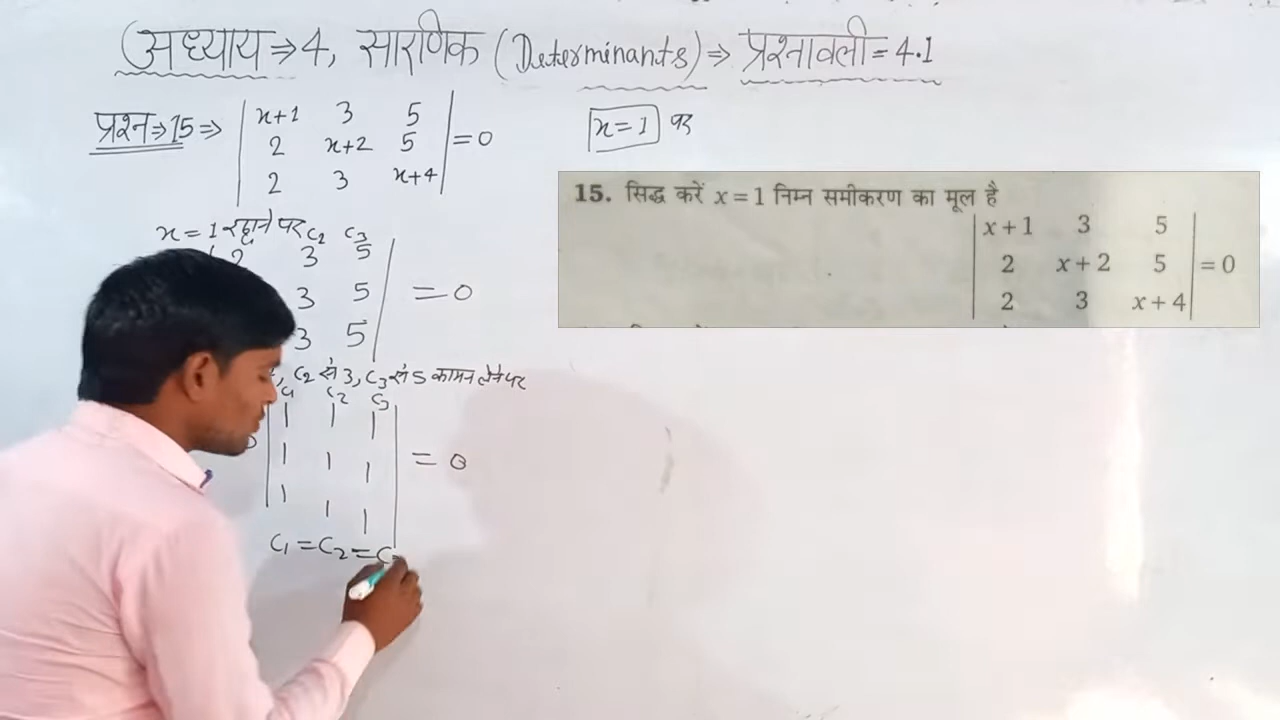 (अध्याय⇒4, सारणिक (Determinants)⇒ प्रश्नावली=4.1
प्रश्न⇒15⇒ | x+1 3 5 |
| 2 x+2 5 | = 0
| 2 3 x+4 |
x=1 पर
15. सिद्ध करें x = 1 निम्न समीकरण का मूल है
| x + 1 3 5 |
| 2 x + 2 5 | = 0
| 2 3 x + 4 |
x = 1 रखने पर C2 C3
2 3 5 |
3 5 | = 0
3 5 |
, C2 से 3, C3 से 5 कामन लेने पर
C1 C2 C3
| 1 1 1 |
| 1 1 1 | = 0
| 1 1 1 |
C1 = C2 = C